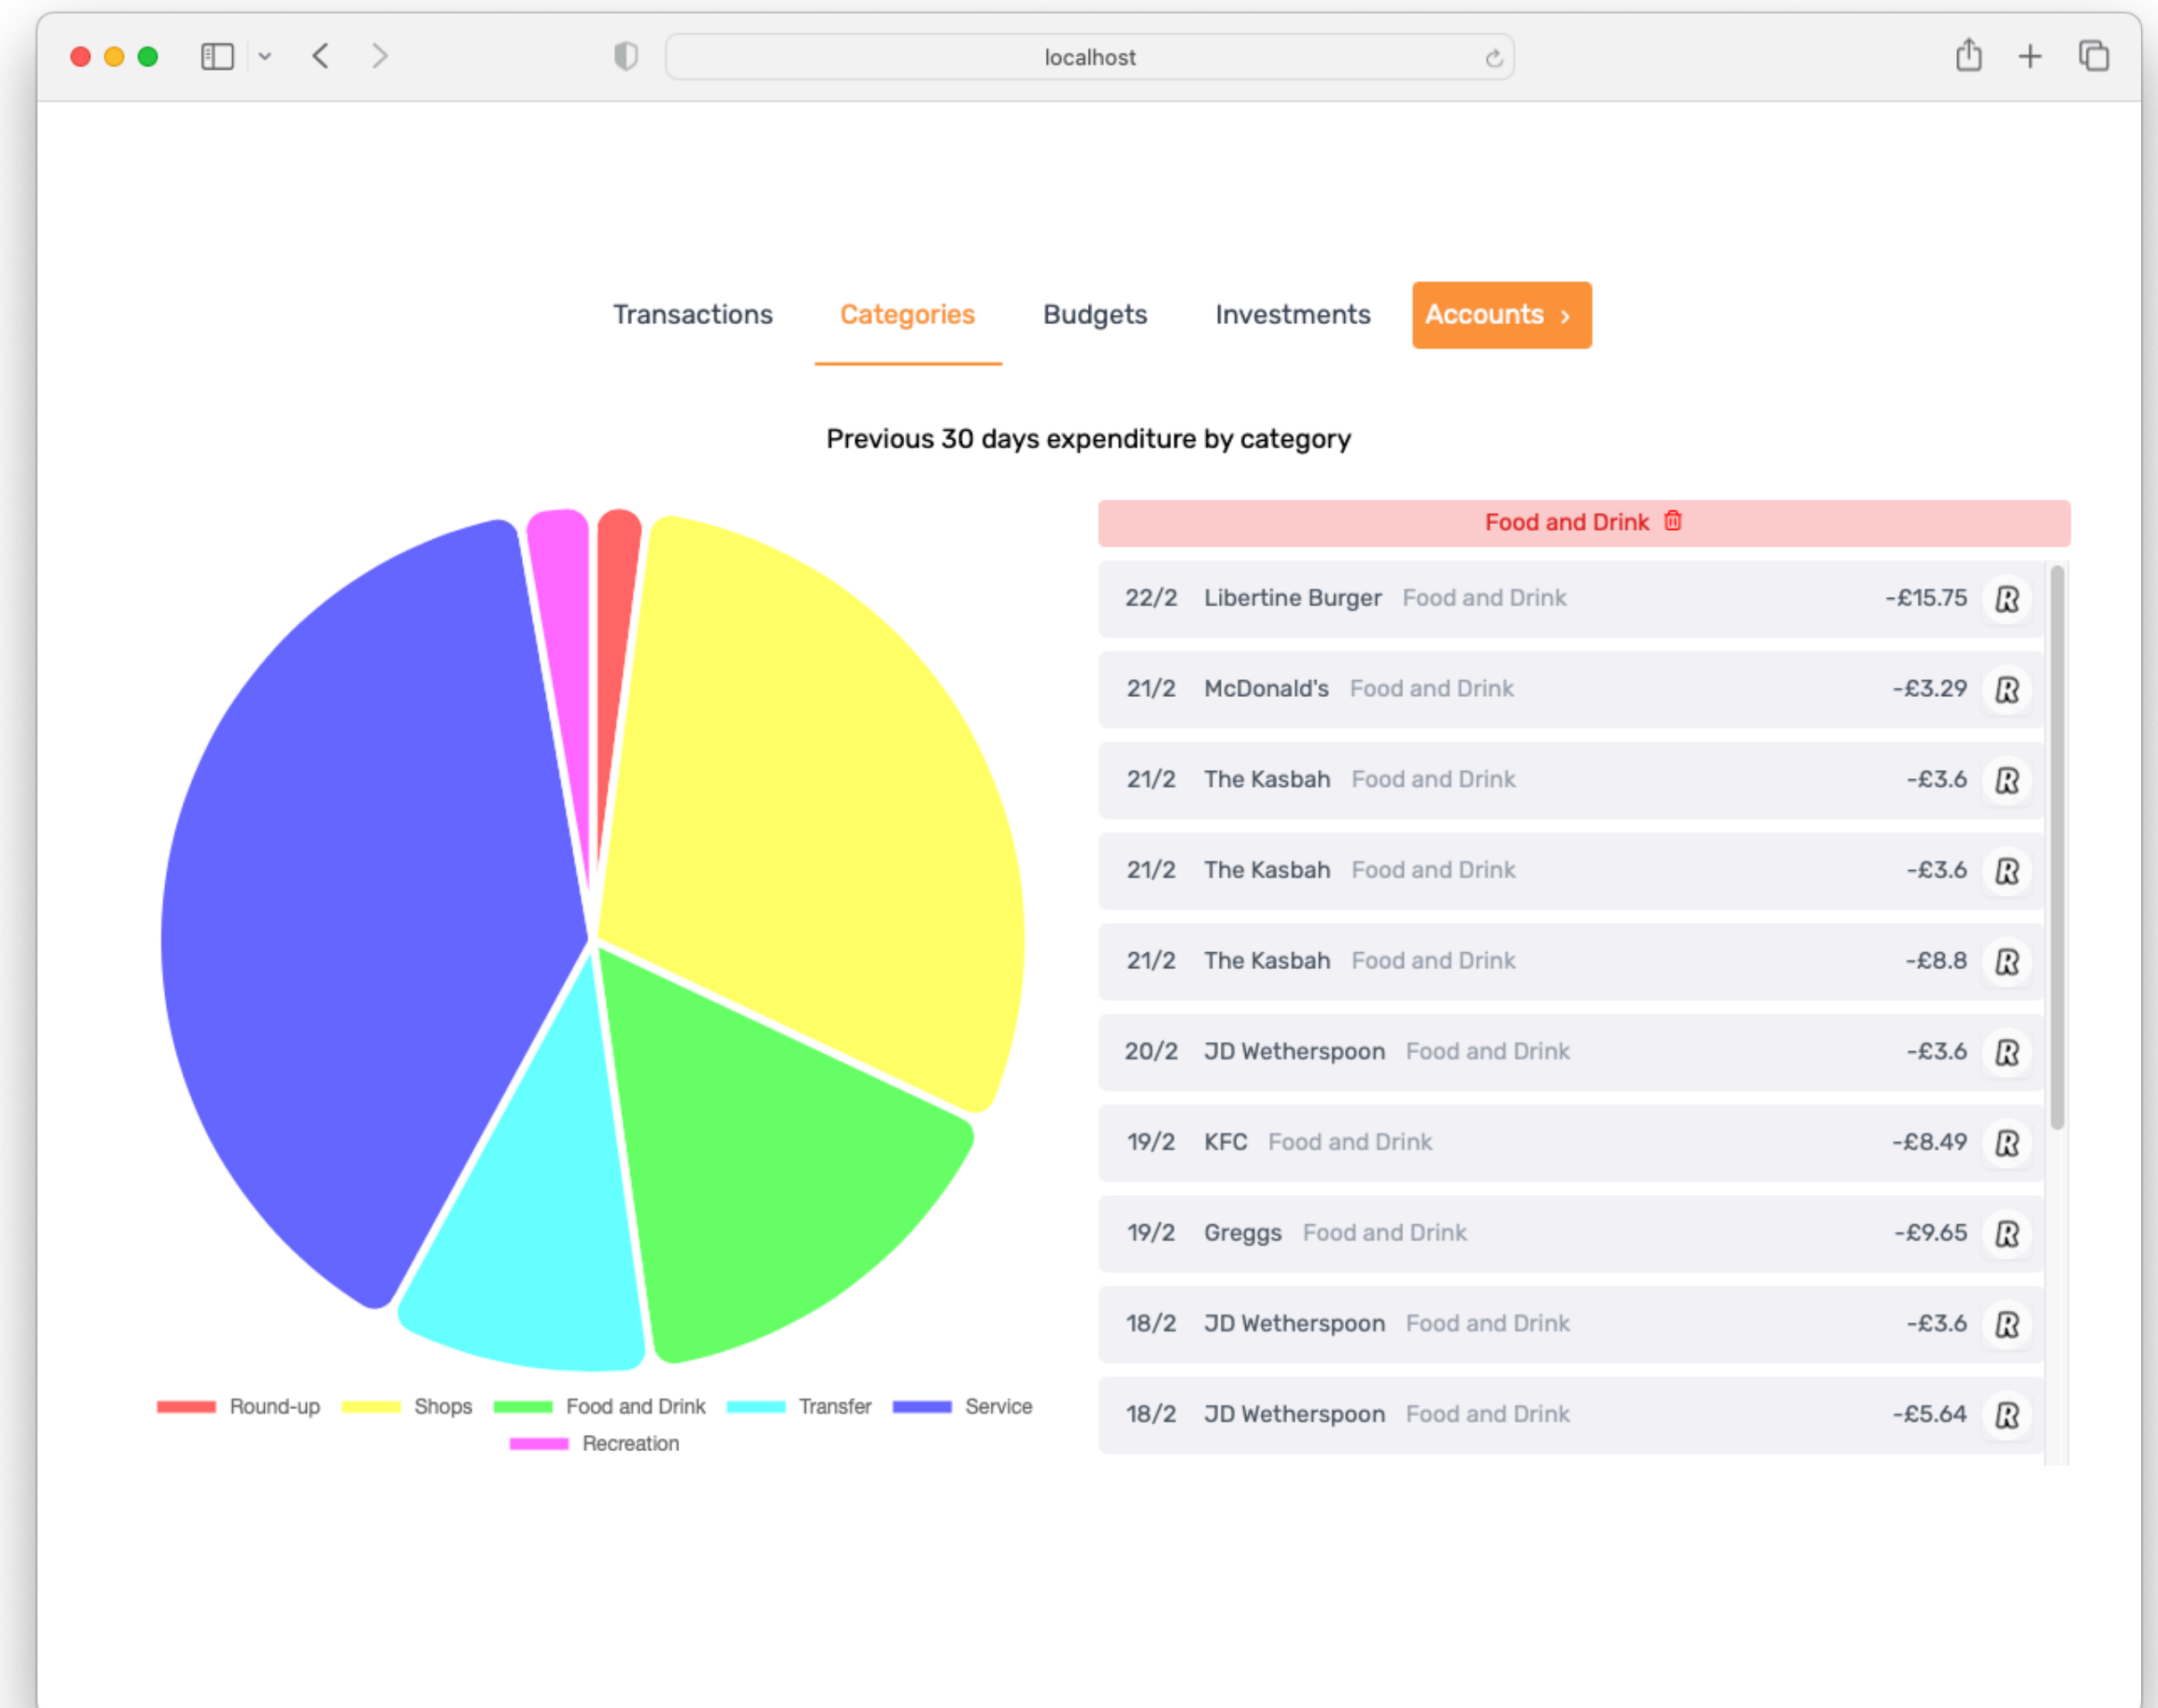 localhost
Transactions Categories Budgets Investments Accounts ›
Previous 30 days expenditure by category
Food and Drink
22/2 Libertine Burger Food and Drink -£15.75 R
21/2 McDonald's Food and Drink -£3.29 R
21/2 The Kasbah Food and Drink -£3.6 R
21/2 The Kasbah Food and Drink -£3.6 R
21/2 The Kasbah Food and Drink -£8.8 R
20/2 JD Wetherspoon Food and Drink -£3.6 R
19/2 KFC Food and Drink -£8.49 R
19/2 Greggs Food and Drink -£9.65 R
18/2 JD Wetherspoon Food and Drink -£3.6 R
18/2 JD Wetherspoon Food and Drink -£5.64 R
Round-up Shops Food and Drink Transfer Service
Recreation